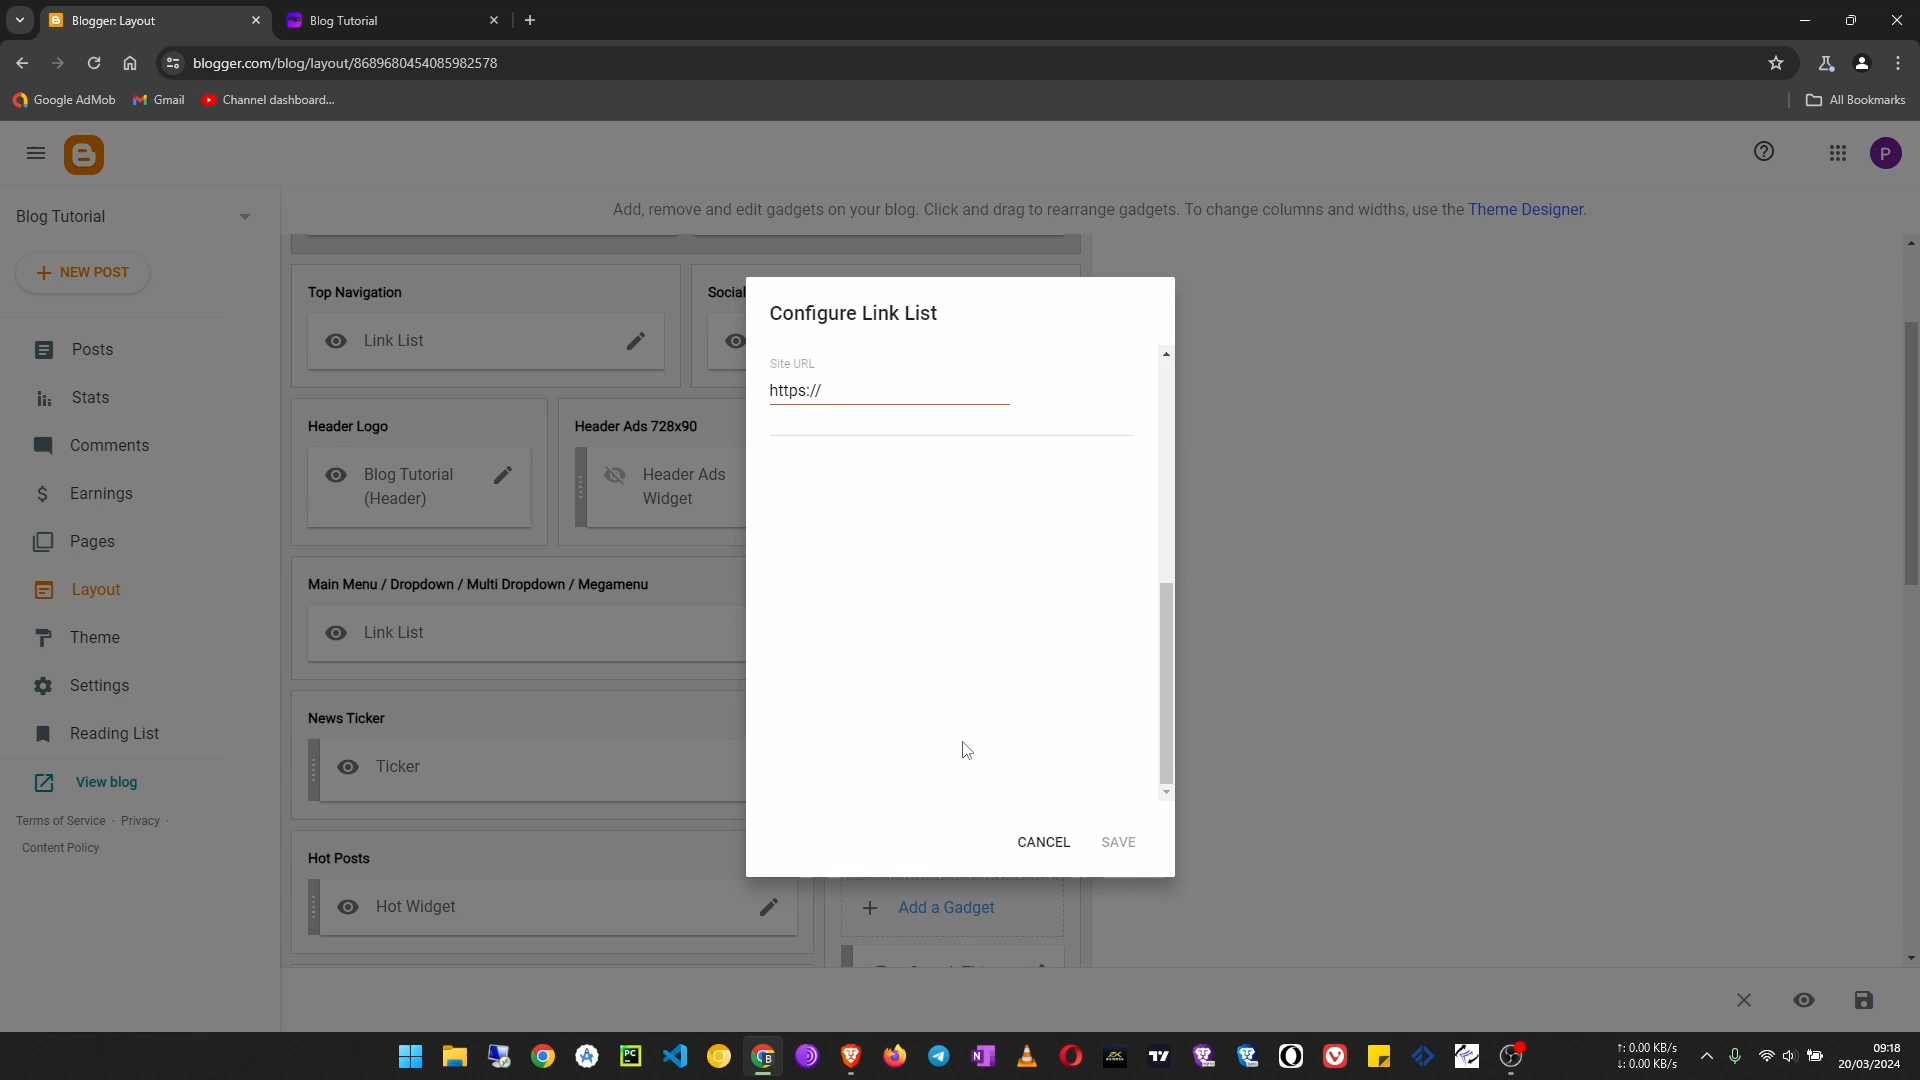 Blogger: Layout
Blog Tutorial
blogger.com/blog/layout/8689680454085982578
Google AdMob
Gmail
Channel dashboard...
All Bookmarks
P
Blog Tutorial
Add, remove and edit gadgets on your blog. Click and drag to rearrange gadgets. To change columns and widths, use the Theme Designer.
NEW POST
Posts
Stats
Comments
Earnings
Pages
Layout
Theme
Settings
Reading List
View blog
Terms of Service · Privacy ·
Content Policy
Top Navigation
Link List
Social
Header Logo
Blog Tutorial
(Header)
Header Ads 728x90
Header Ads
Widget
Main Menu / Dropdown / Multi Dropdown / Megamenu
Link List
News Ticker
Ticker
Hot Posts
Hot Widget
Add a Gadget
Configure Link List
Site URL
https://
CANCEL
SAVE
↑: 0.00 KB/s
↓: 0.00 KB/s
09:18
20/03/2024